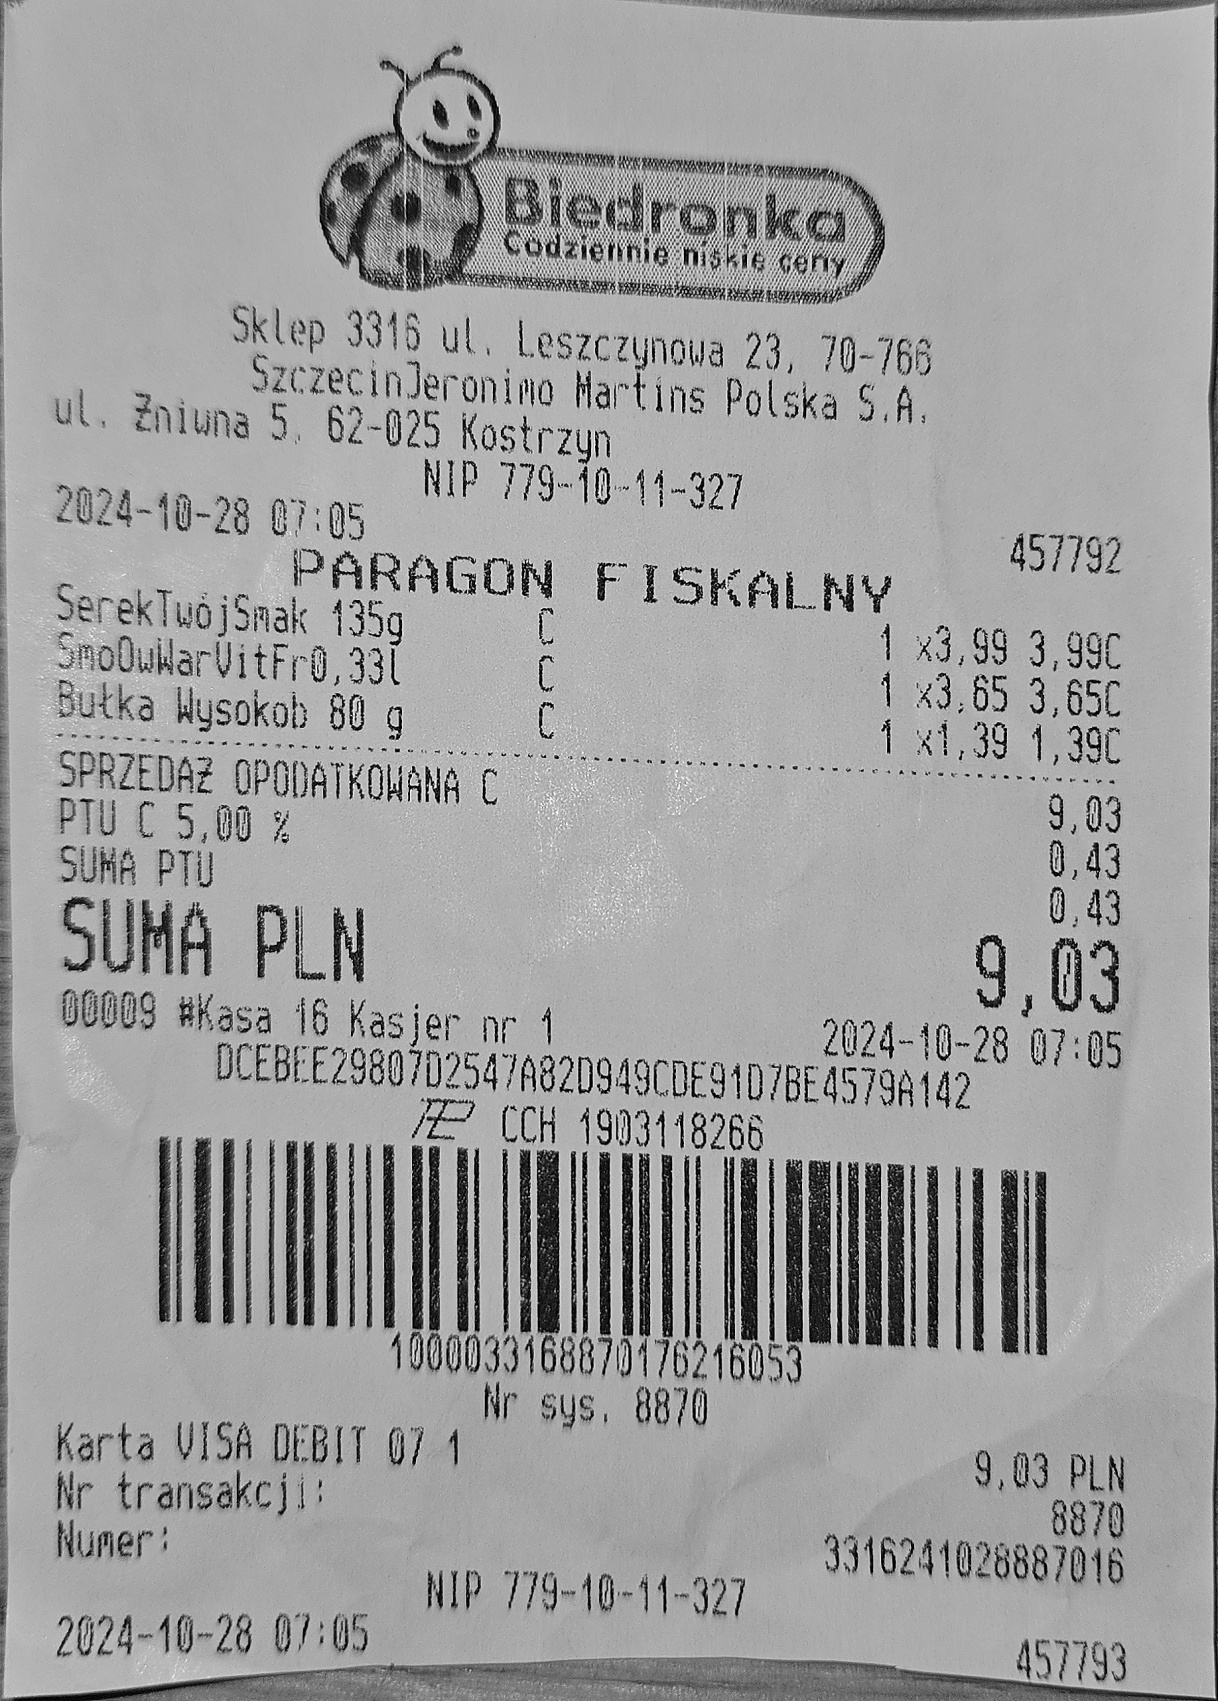 Biedronka
Codziennie niskie ceny
Sklep 3316 ul. Leszczynowa 23, 70-766
SzczecinJeronimo Martins Polska S.A.
ul. Żniwna 5, 62-025 Kostrzyn
NIP 779-10-11-327
2024-10-28 07:05 457792
PARAGON FISKALNY
SerekTwójSmak 135g C 1 x3,99 3,99C
SmoOwWarVitFr0,33l C 1 x3,65 3,65C
Bułka Wysokob 80 g C 1 x1,39 1,39C
SPRZEDAŻ OPODATKOWANA C 9,03
PTU C 5,00 % 0,43
SUMA PTU 0,43
SUMA PLN 9,03
00009 #Kasa 16 Kasjer nr 1 2024-10-28 07:05
DCEBEE29807D2547A82D949CDE91D7BE4579A142
CCH 1903118266
1000033168870176216053
Nr sys. 8870
Karta VISA DEBIT 07 1 9,03 PLN
Nr transakcji: 8870
Numer: 3316241028887016
NIP 779-10-11-327
2024-10-28 07:05 457793